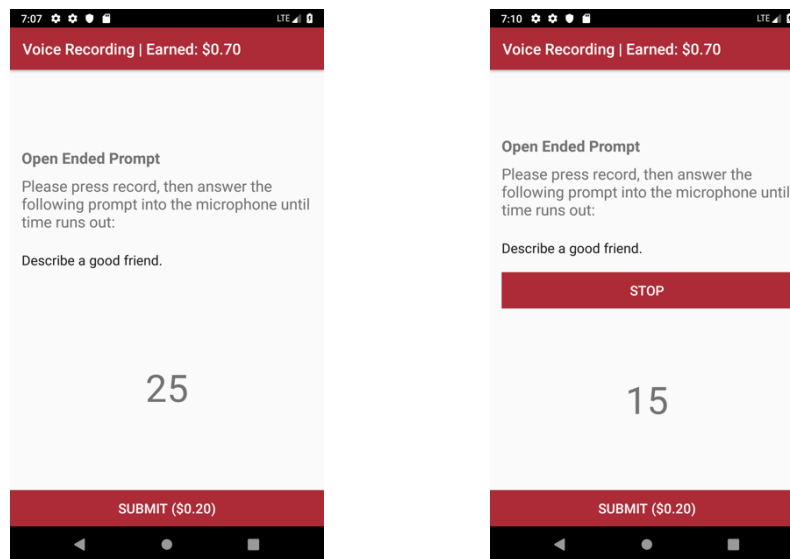 7:07 LTE
Voice Recording | Earned: $0.70
Open Ended Prompt
Please press record, then answer the
following prompt into the microphone until
time runs out:
Describe a good friend.
25
SUBMIT ($0.20)
7:10 LTE
Voice Recording | Earned: $0.70
Open Ended Prompt
Please press record, then answer the
following prompt into the microphone until
time runs out:
Describe a good friend.
STOP
15
SUBMIT ($0.20)